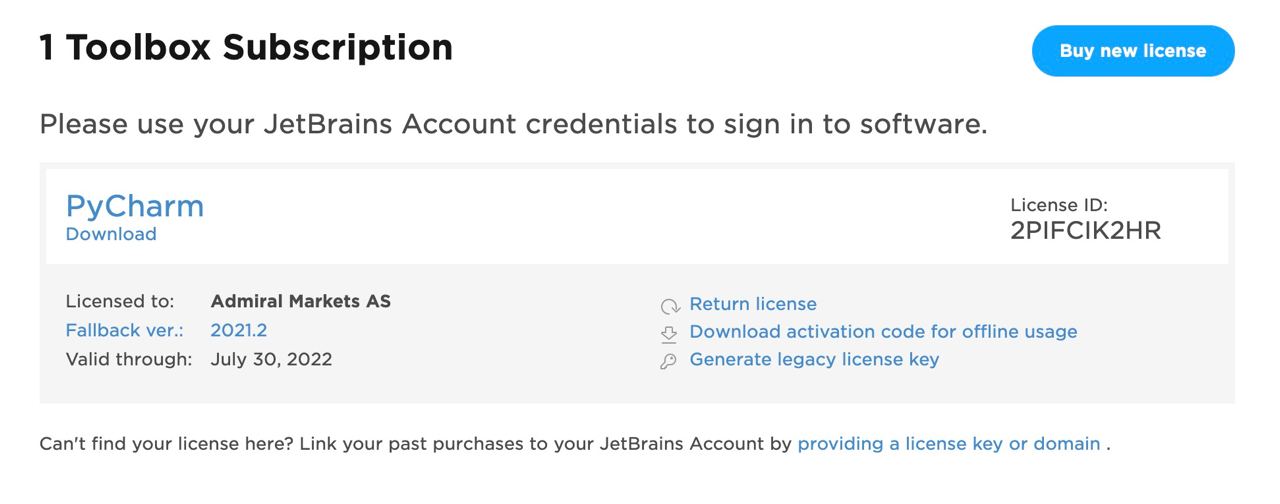 1 Toolbox Subscription
Buy new license
Please use your JetBrains Account credentials to sign in to software.
PyCharm
Download
License ID:
2PIFCIK2HR
Licensed to: Admiral Markets AS
Fallback ver.: 2021.2
Valid through: July 30, 2022
Return license
Download activation code for offline usage
Generate legacy license key
Can't find your license here? Link your past purchases to your JetBrains Account by providing a license key or domain .